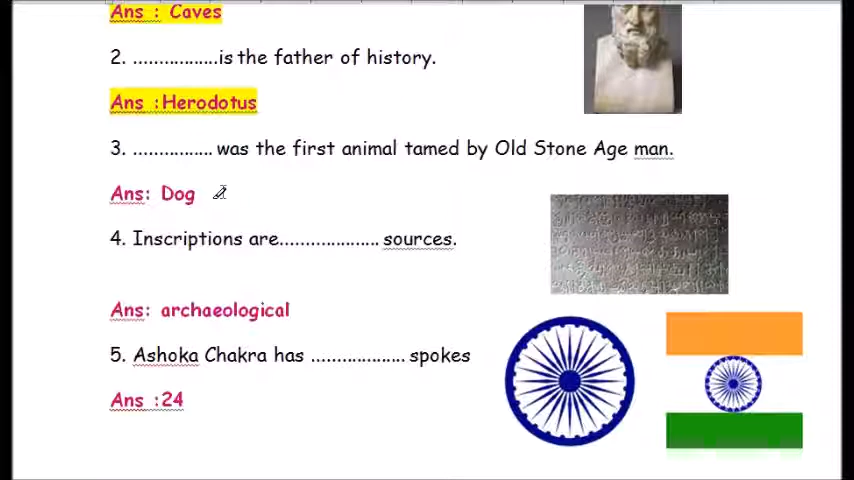 Ans : Caves
2. ................is the father of history.
Ans :Herodotus
3. ............... was the first animal tamed by Old Stone Age man.
Ans: Dog
4. Inscriptions are................... sources.
Ans: archaeological
5. Ashoka Chakra has .................. spokes
Ans :24